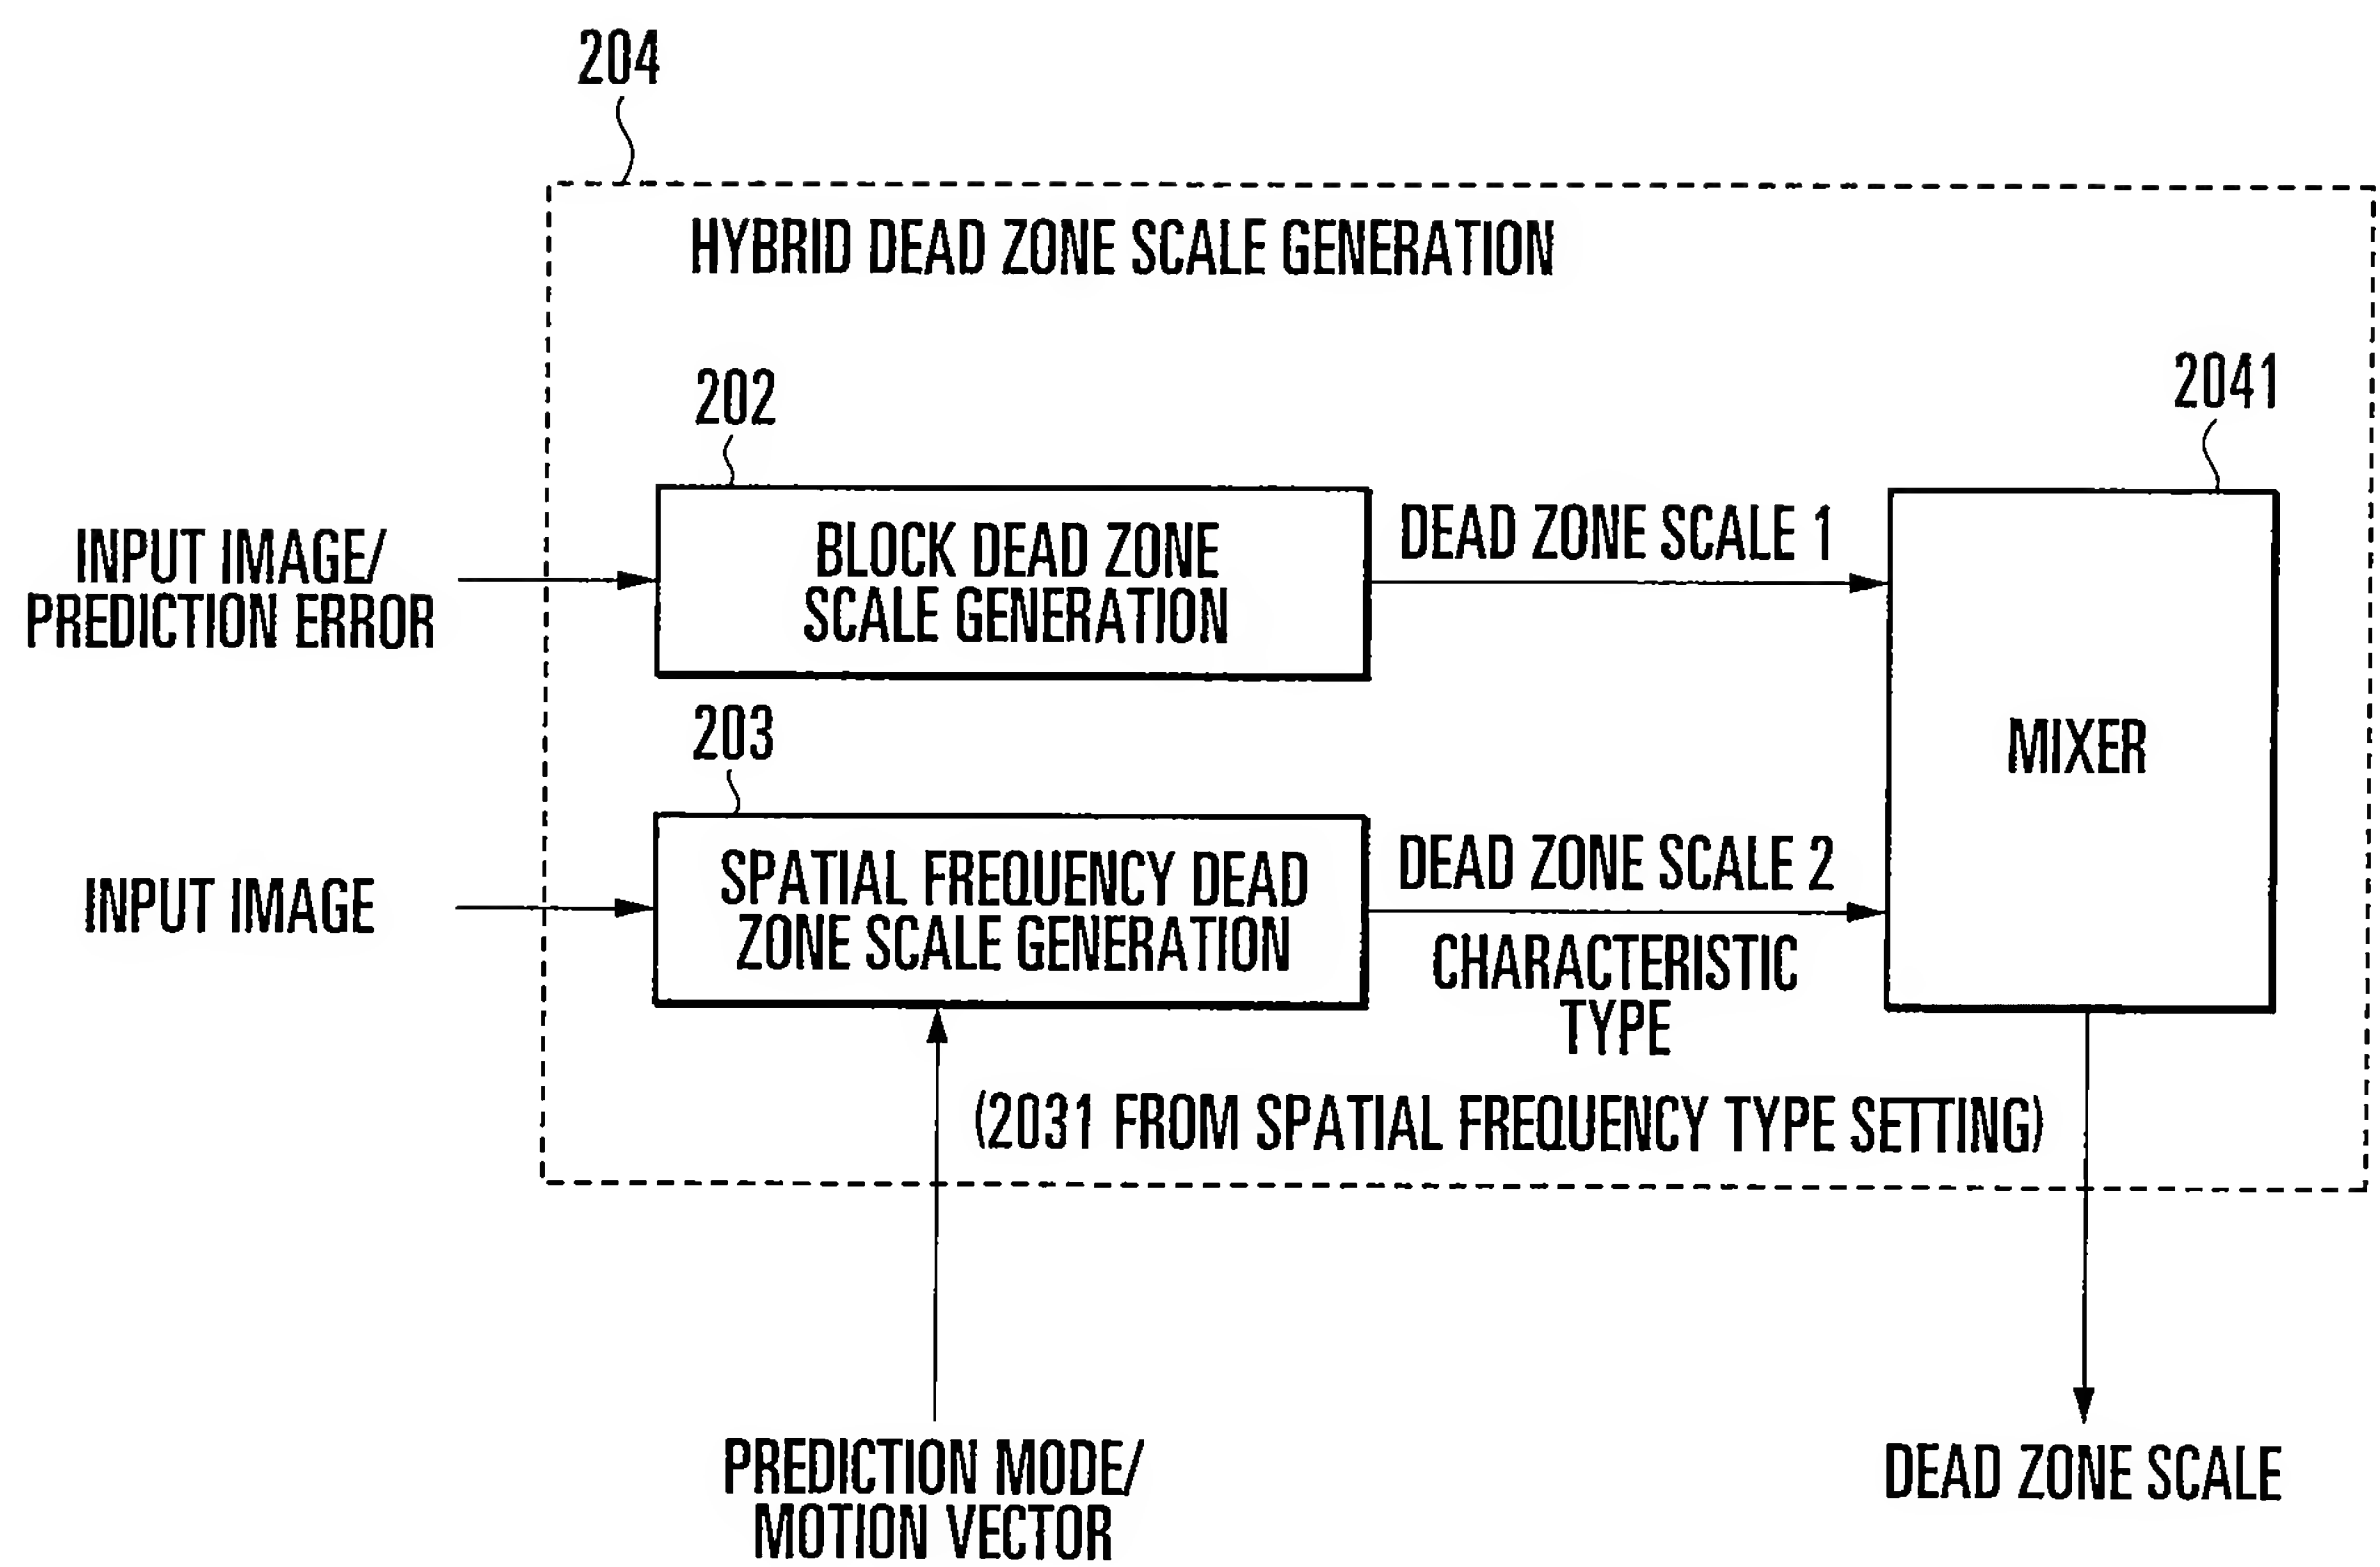 204
HYBRID DEAD ZONE SCALE GENERATION
202
2041
INPUT IMAGE/
PREDICTION ERROR
BLOCK DEAD ZONE
SCALE GENERATION
DEAD ZONE SCALE 1
MIXER
203
INPUT IMAGE
SPATIAL FREQUENCY DEAD
ZONE SCALE GENERATION
DEAD ZONE SCALE 2
CHARACTERISTIC
TYPE
(2031 FROM SPATIAL FREQUENCY TYPE SETTING)
PREDICTION MODE/
MOTION VECTOR
DEAD ZONE SCALE